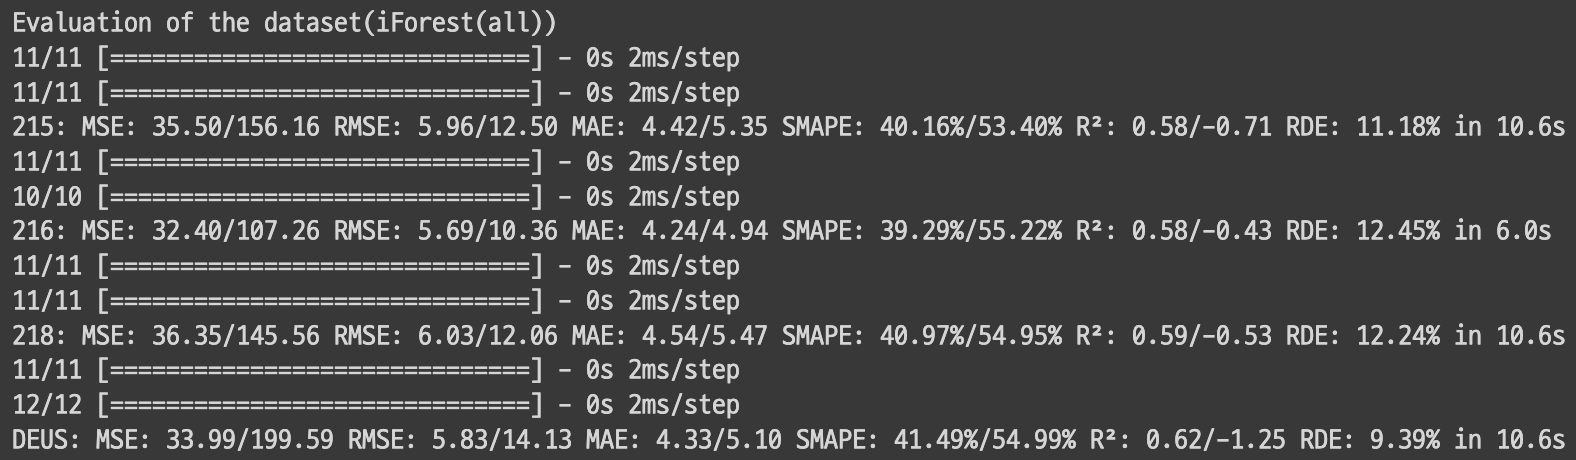 Evaluation of the dataset(iForest(all))
11/11 [==============================] - 0s 2ms/step
11/11 [==============================] - 0s 2ms/step
215: MSE: 35.50/156.16 RMSE: 5.96/12.50 MAE: 4.42/5.35 SMAPE: 40.16%/53.40% R²: 0.58/-0.71 RDE: 11.18% in 10.6s
11/11 [==============================] - 0s 2ms/step
10/10 [==============================] - 0s 2ms/step
216: MSE: 32.40/107.26 RMSE: 5.69/10.36 MAE: 4.24/4.94 SMAPE: 39.29%/55.22% R²: 0.58/-0.43 RDE: 12.45% in 6.0s
11/11 [==============================] - 0s 2ms/step
11/11 [==============================] - 0s 2ms/step
218: MSE: 36.35/145.56 RMSE: 6.03/12.06 MAE: 4.54/5.47 SMAPE: 40.97%/54.95% R²: 0.59/-0.53 RDE: 12.24% in 10.6s
11/11 [==============================] - 0s 2ms/step
12/12 [==============================] - 0s 2ms/step
DEUS: MSE: 33.99/199.59 RMSE: 5.83/14.13 MAE: 4.33/5.10 SMAPE: 41.49%/54.99% R²: 0.62/-1.25 RDE: 9.39% in 10.6s